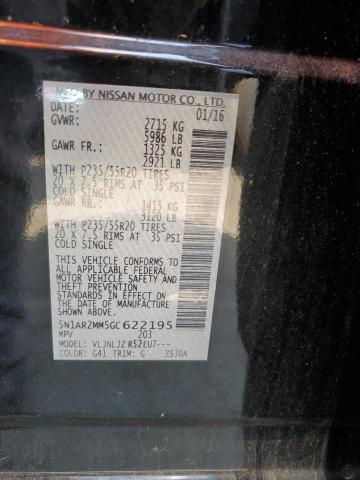 MFD BY NISSAN MOTOR CO., LTD.
DATE: 01/16
GVWR: 2715 KG
5986 LB
GAWR FR.: 1325 KG
2921 LB
WITH P235/55R20 TIRES
20 x 7.5 RIMS AT 35 PSI
COLD SINGLE
GAWR RR.: 1415 KG
3120 LB
WITH P235/55R20 TIRES
20 x 7.5 RIMS AT 35 PSI
COLD SINGLE
THIS VEHICLE CONFORMS TO
ALL APPLICABLE FEDERAL
MOTOR VEHICLE SAFETY
STANDARDS IN EFFECT ON
THE DATE OF MANUFACTURE
SHOWN ABOVE.
5N1AR2MM5GC622195
MPV 203
MODEL: VLJNLJZ R52EU7---
COLOR: G41 TRIM: G